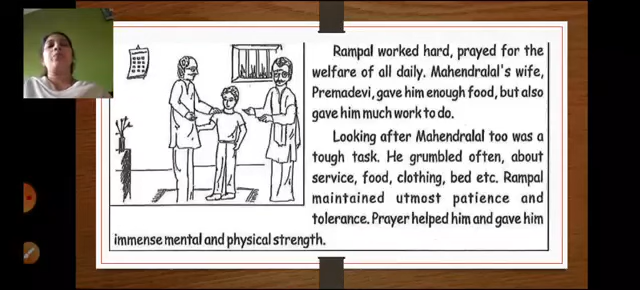 Rampal worked hard, prayed for the
welfare of all daily. Mahendralal's wife,
Premadevi, gave him enough food, but also
gave him much work to do.
Looking after Mahendralal too was a
tough task. He grumbled often, about
service, food, clothing, bed etc. Rampal
maintained utmost patience and
tolerance. Prayer helped him and gave him
immense mental and physical strength.